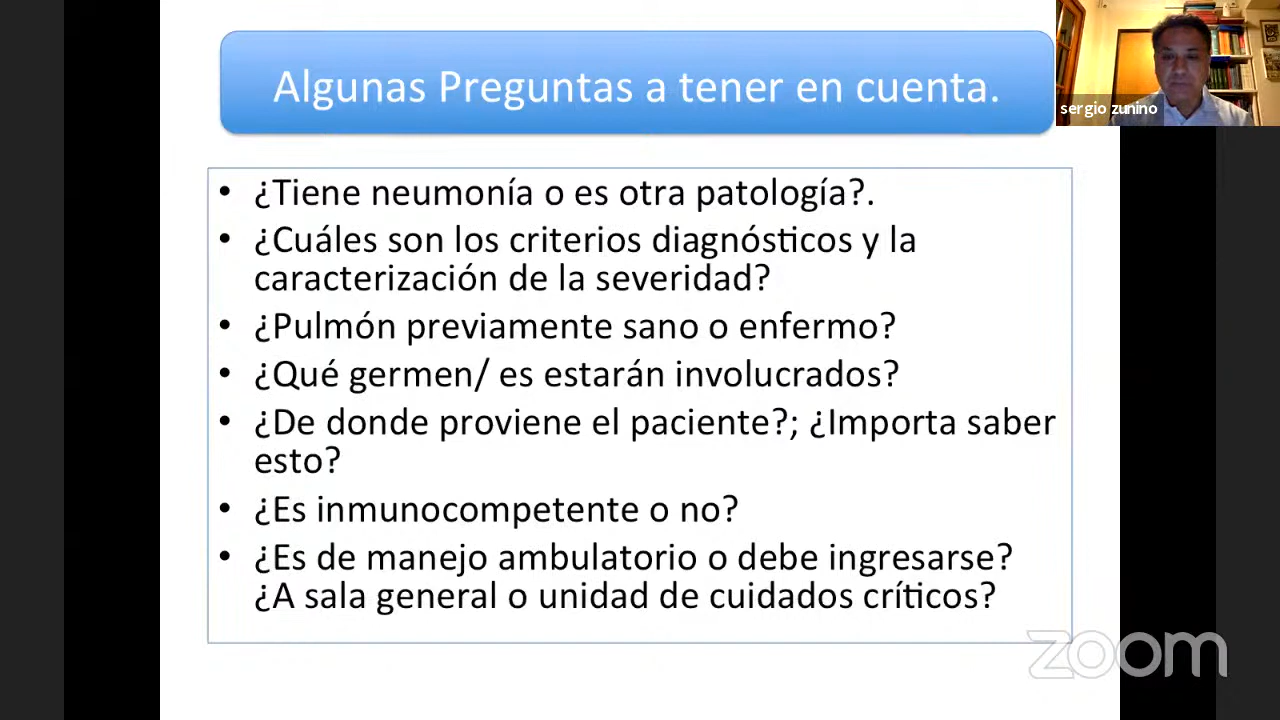 Algunas Preguntas a tener en cuenta.
sergio zunino
• ¿Tiene neumonía o es otra patología?.
• ¿Cuáles son los criterios diagnósticos y la
caracterización de la severidad?
• ¿Pulmón previamente sano o enfermo?
• ¿Qué germen/ es estarán involucrados?
• ¿De donde proviene el paciente?; ¿Importa saber
esto?
• ¿Es inmunocompetente o no?
• ¿Es de manejo ambulatorio o debe ingresarse?
¿A sala general o unidad de cuidados críticos?
zoom